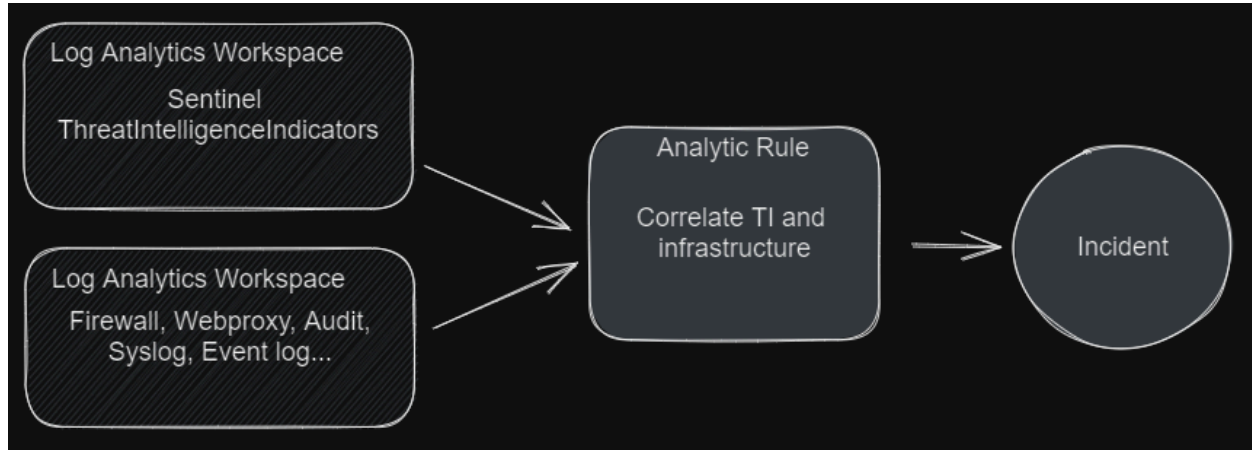 Log Analytics Workspace
Sentinel
ThreatIntelligenceIndicators
Log Analytics Workspace
Firewall, Webproxy, Audit,
Syslog, Event log...
Analytic Rule
Correlate TI and
infrastructure
Incident